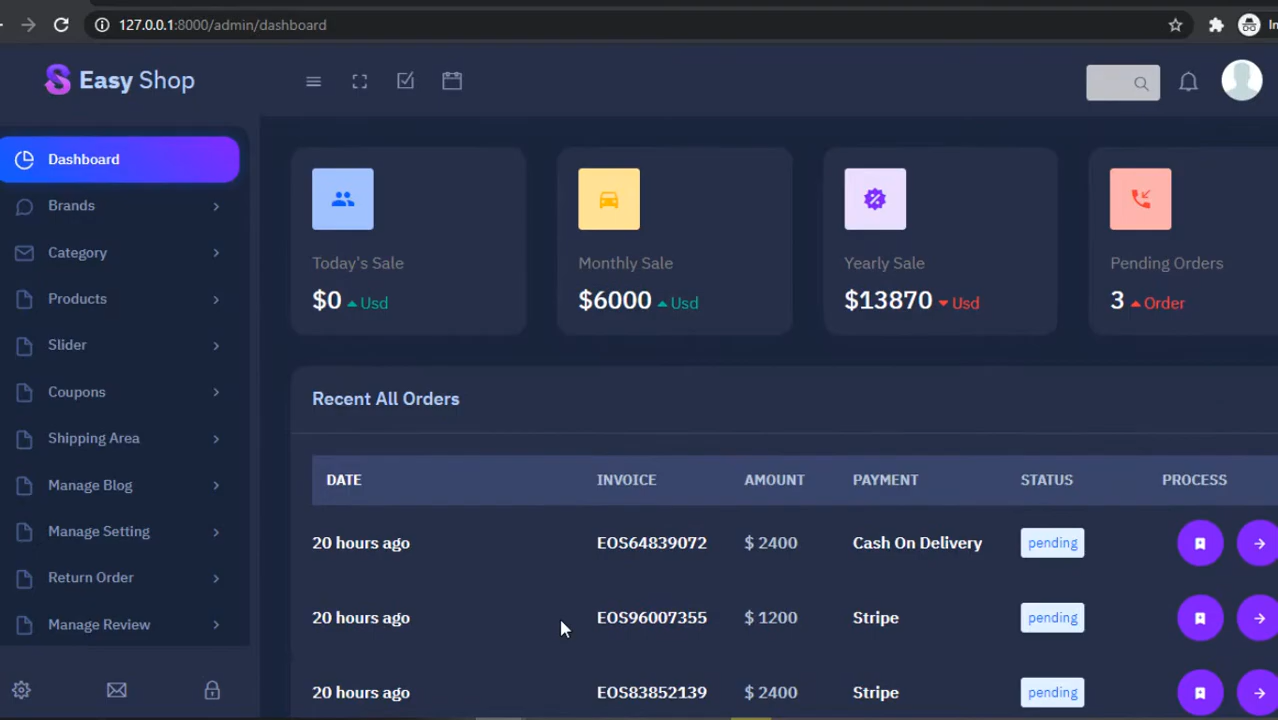 127.0.0.1:8000/admin/dashboard
In
Easy Shop
Dashboard
Brands
Category
Products
Slider
Coupons
Shipping Area
Manage Blog
Manage Setting
Return Order
Manage Review
Today's Sale
$0 Usd
Monthly Sale
$6000 Usd
Yearly Sale
$13870 Usd
Pending Orders
3 Order
Recent All Orders
DATE INVOICE AMOUNT PAYMENT STATUS PROCESS
20 hours ago EOS64839072 $ 2400 Cash On Delivery pending
20 hours ago EOS96007355 $ 1200 Stripe pending
20 hours ago EOS83852139 $ 2400 Stripe pending